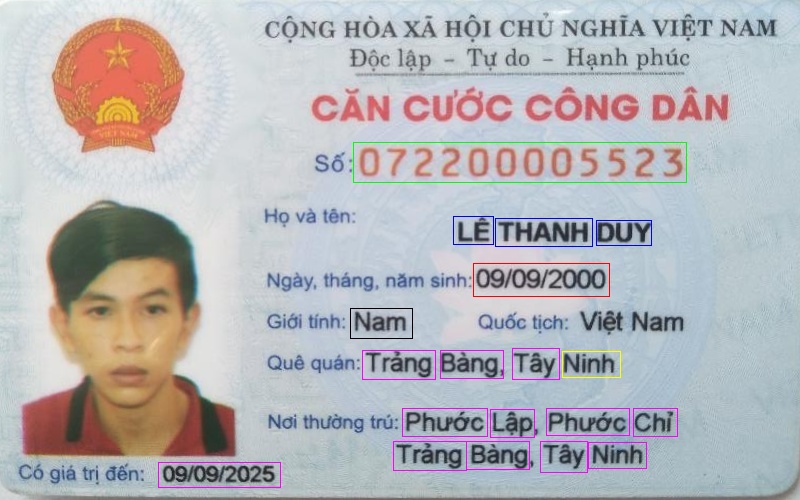 CỘNG HÒA XÃ HỘI CHỦ NGHĨA VIỆT NAM
Độc lập - Tự do - Hạnh phúc
CĂN CƯỚC CÔNG DÂN
Số: 072200005523
Họ và tên:
LÊ THANH DUY
Ngày, tháng, năm sinh: 09/09/2000
Giới tính: Nam Quốc tịch: Việt Nam
Quê quán: Trảng Bàng, Tây Ninh
Nơi thường trú: Phước Lập, Phước Chỉ
Trảng Bàng, Tây Ninh
Có giá trị đến: 09/09/2025